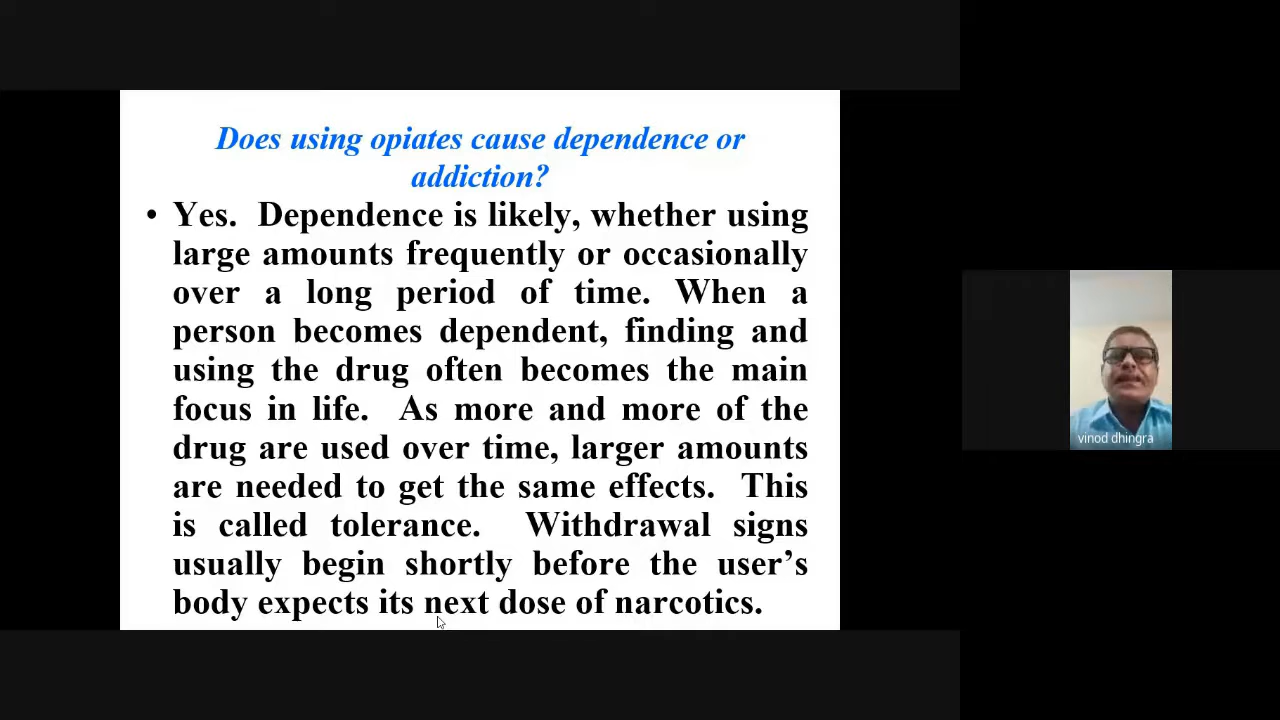 Does using opiates cause dependence or
addiction?
• Yes. Dependence is likely, whether using
large amounts frequently or occasionally
over a long period of time. When a
person becomes dependent, finding and
using the drug often becomes the main
focus in life. As more and more of the
drug are used over time, larger amounts
are needed to get the same effects. This
is called tolerance. Withdrawal signs
usually begin shortly before the user’s
body expects its next dose of narcotics.
vinod dhingra